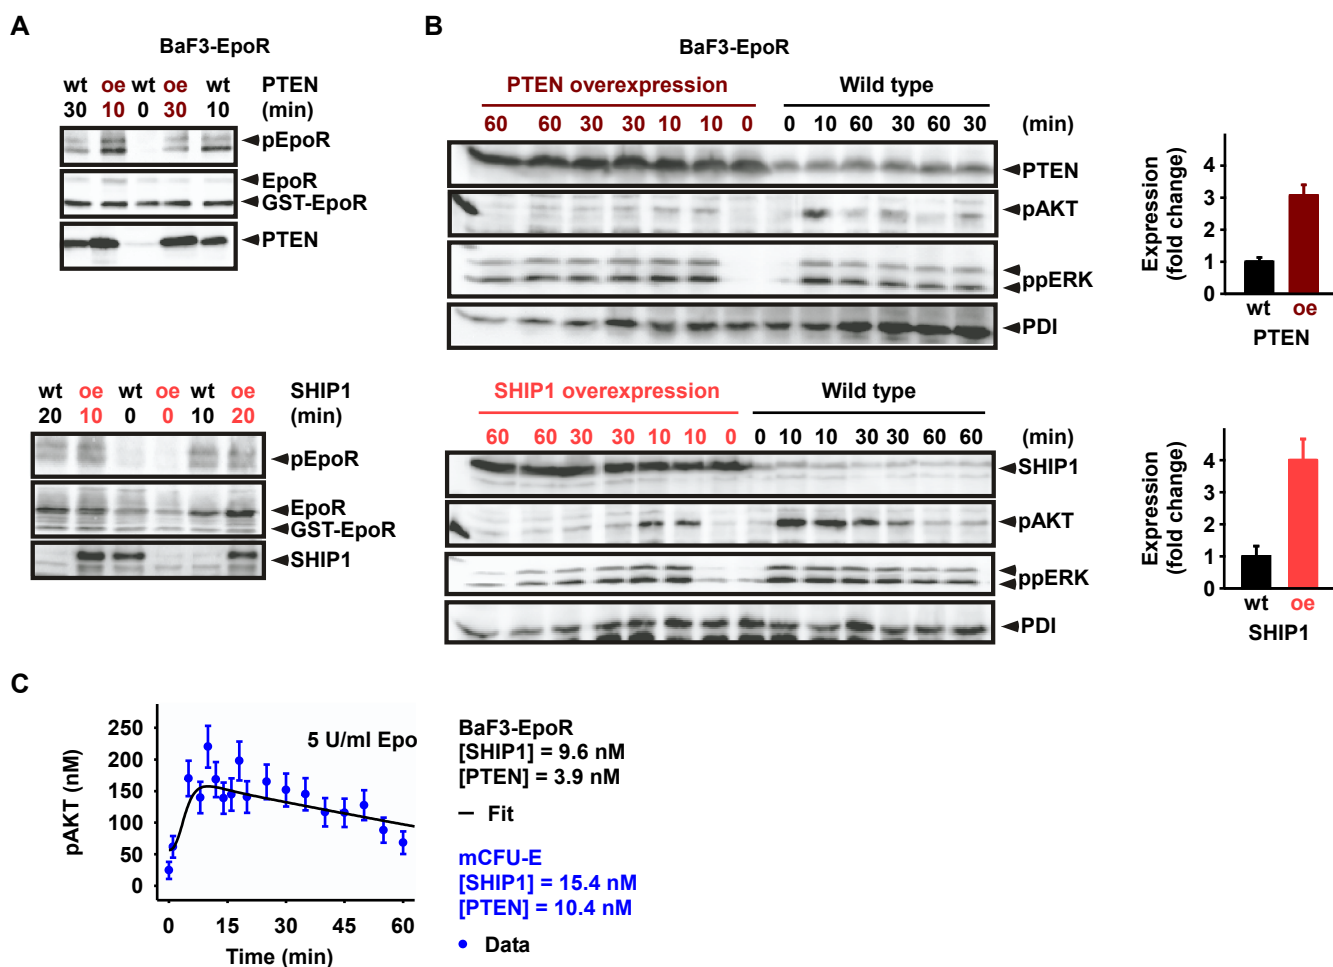 A
BaF3-EpoR
wt oe wt oe wt PTEN
30 10 0 30 10 (min)
pEpoR
EpoR
GST-EpoR
PTEN
wt oe wt oe wt oe SHIP1
20 10 0 0 10 20 (min)
pEpoR
EpoR
GST-EpoR
SHIP1
B
BaF3-EpoR
PTEN overexpression Wild type
60 60 30 30 10 10 0 0 10 60 30 60 30 (min)
PTEN
pAKT
ppERK
PDI
Expression
(fold change)
4
3
2
1
0
wt oe
PTEN
SHIP1 overexpression Wild type
60 60 30 30 10 10 0 0 10 10 30 30 60 60 (min)
SHIP1
pAKT
ppERK
PDI
Expression
(fold change)
4
3
2
1
0
wt oe
SHIP1
C
pAKT (nM)
250
200
150
100
50
0
5 U/ml Epo
0 15 30 45 60
Time (min)
BaF3-EpoR
[SHIP1] = 9.6 nM
[PTEN] = 3.9 nM
Fit
mCFU-E
[SHIP1] = 15.4 nM
[PTEN] = 10.4 nM
Data